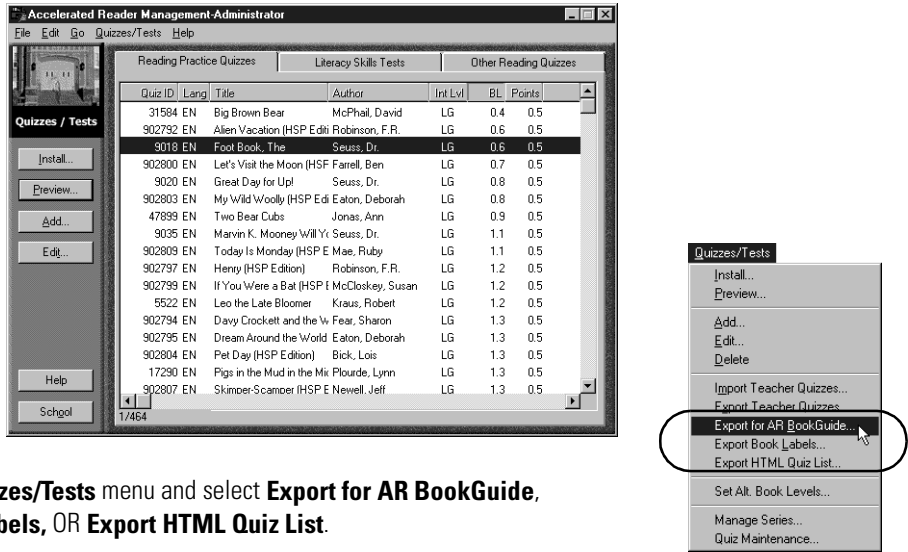 Accelerated Reader Management-Administrator
File Edit Go Quizzes/Tests Help
Quizzes / Tests
Install...
Preview...
Add...
Edit...
Help
School
Reading Practice Quizzes Literacy Skills Tests Other Reading Quizzes
Quiz ID Lang Title Author Int Lvl BL Points
31584 EN Big Brown Bear McPhail, David LG 0.4 0.5
902792 EN Alien Vacation (HSP Editi Robinson, F.R. LG 0.6 0.5
9018 EN Foot Book, The Seuss, Dr. LG 0.6 0.5
902800 EN Let's Visit the Moon (HSF Farrell, Ben LG 0.7 0.5
9020 EN Great Day for Up! Seuss, Dr. LG 0.8 0.5
902803 EN My Wild Woolly (HSP Edi Eaton, Deborah LG 0.8 0.5
47899 EN Two Bear Cubs Jonas, Ann LG 0.9 0.5
9035 EN Marvin K. Mooney Will Yo Seuss, Dr. LG 1.1 0.5
902809 EN Today Is Monday (HSP E Mae, Ruby LG 1.1 0.5
902797 EN Henry (HSP Edition) Robinson, F.R. LG 1.2 0.5
902799 EN If You Were a Bat (HSP E McCloskey, Susan LG 1.2 0.5
5522 EN Leo the Late Bloomer Kraus, Robert LG 1.2 0.5
902794 EN Davy Crockett and the W Fear, Sharon LG 1.3 0.5
902795 EN Dream Around the World Eaton, Deborah LG 1.3 0.5
902804 EN Pet Day (HSP Edition) Bick, Lois LG 1.3 0.5
17290 EN Pigs in the Mud in the Mic Plourde, Lynn LG 1.3 0.5
902807 EN Skimper-Scamper (HSP E Newell, Jeff LG 1.3 0.5
1/464
Quizzes/Tests
Install...
Preview...
Add...
Edit...
Delete
Import Teacher Quizzes...
Export Teacher Quizzes...
Export for AR BookGuide...
Export Book Labels...
Export HTML Quiz List...
Set Alt. Book Levels...
Manage Series...
Quiz Maintenance...
zes/Tests menu and select Export for AR BookGuide,
bels, OR Export HTML Quiz List.